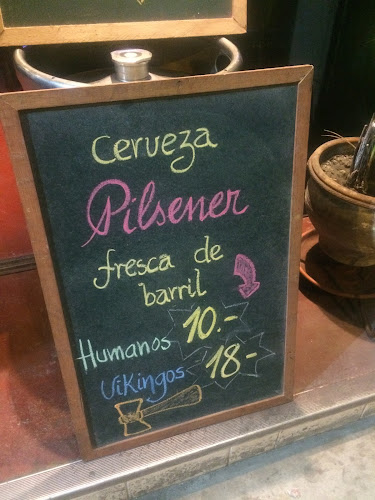 Cerveza
Pilsener
fresca de
barril
Humanos 10.-
Vikingos 18.-